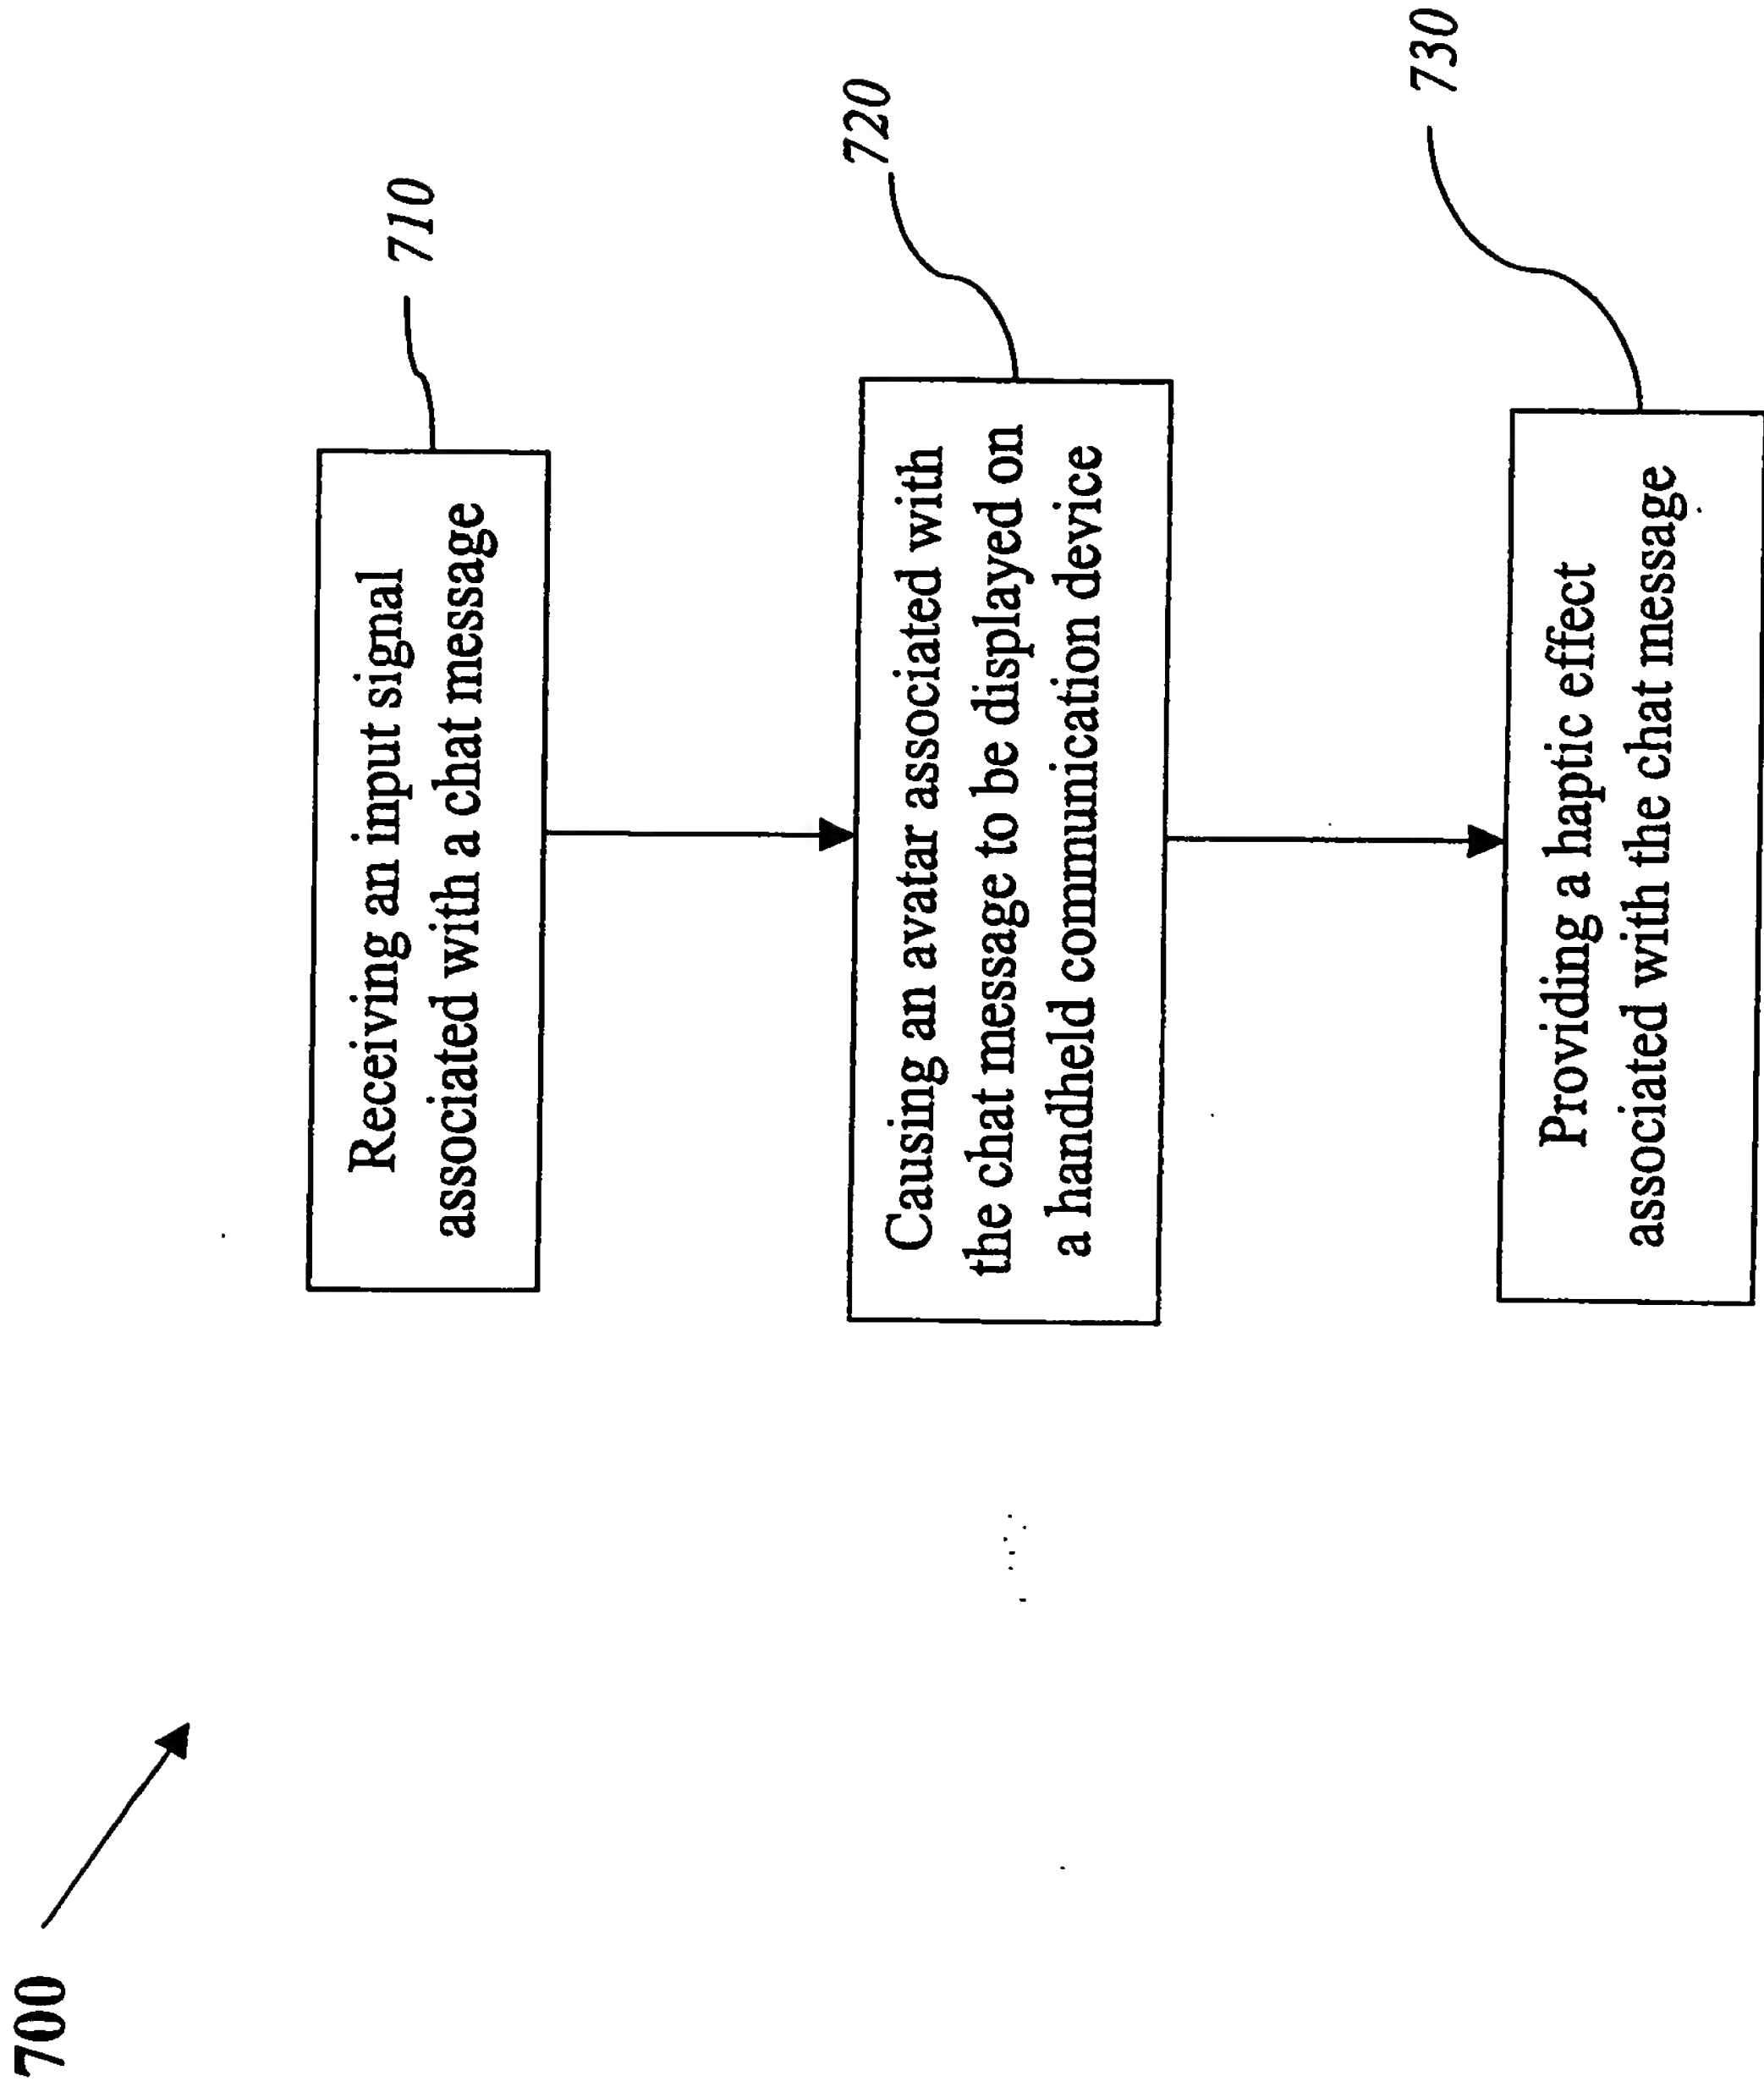 700
710
Receiving an input signal
associated with a chat message
720
Causing an avatar associated with
the chat message to be displayed on
a handheld communication device
730
Providing a haptic effect
associated with the chat message